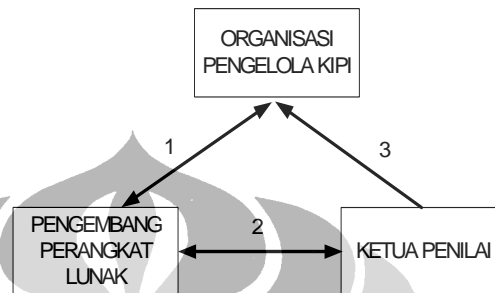 ORGANISASI
PENGELOLA KIPI
1
3
PENGEMBANG
PERANGKAT
LUNAK
2
KETUA PENILAI